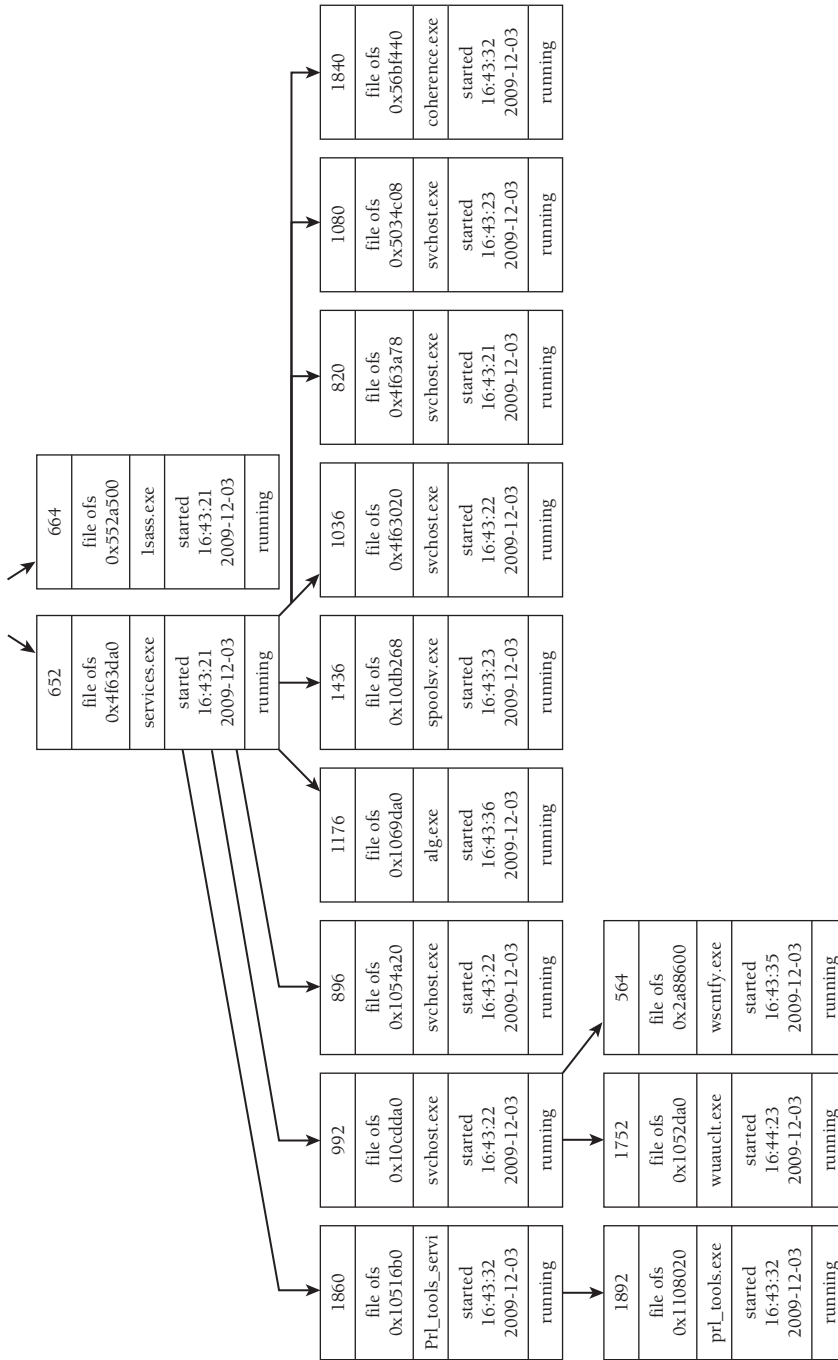 652
file ofs
0x4f63da0
services.exe
started
16:43:21
2009-12-03
running
664
file ofs
0x552a500
lsass.exe
started
16:43:21
2009-12-03
running
1860
file ofs
0x10516b0
Prl_tools_servi
started
16:43:32
2009-12-03
running
992
file ofs
0x10cdda0
svchost.exe
started
16:43:22
2009-12-03
running
896
file ofs
0x1054a20
svchost.exe
started
16:43:22
2009-12-03
running
1176
file ofs
0x1069da0
alg.exe
started
16:43:36
2009-12-03
running
1436
file ofs
0x10db268
spoolsv.exe
started
16:43:23
2009-12-03
running
1036
file ofs
0x4f63020
svchost.exe
started
16:43:22
2009-12-03
running
820
file ofs
0x4f63a78
svchost.exe
started
16:43:21
2009-12-03
running
1080
file ofs
0x5034c08
svchost.exe
started
16:43:23
2009-12-03
running
1840
file ofs
0x56bf440
coherence.exe
started
16:43:32
2009-12-03
running
1892
file ofs
0x1108020
prl_tools.exe
started
16:43:32
2009-12-03
running
1752
file ofs
0x1052da0
wuauclt.exe
started
16:44:23
2009-12-03
running
564
file ofs
0x2a88600
wscntfy.exe
started
16:43:35
2009-12-03
running